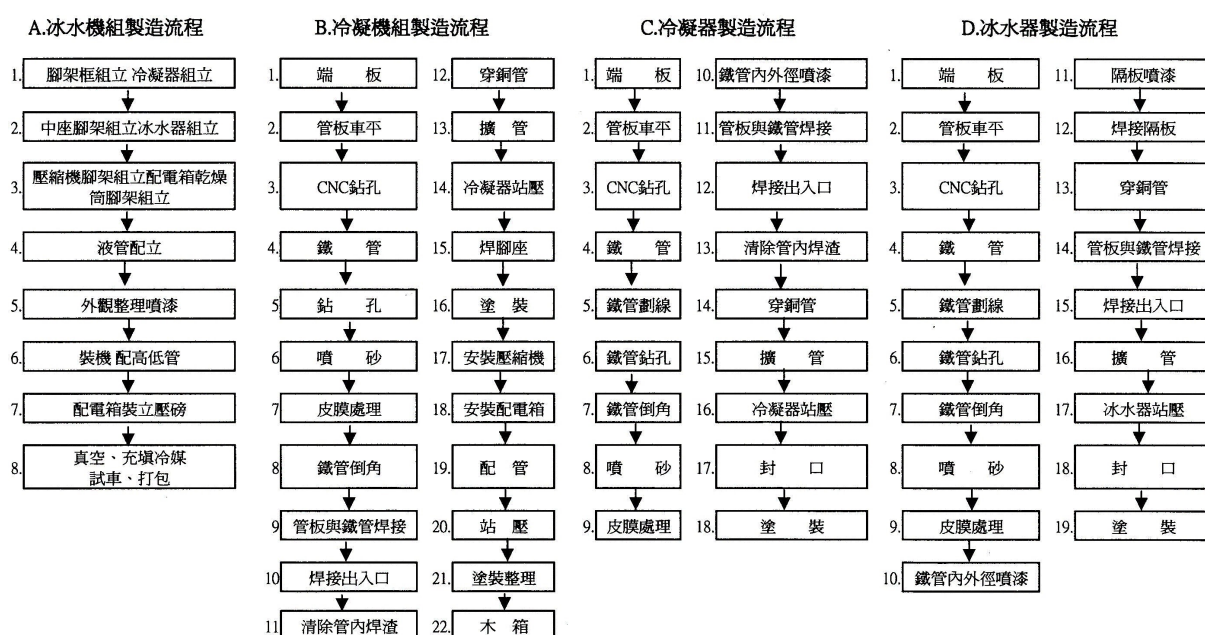 A.冰水機組製造流程
1. 腳架框組立 冷凝器組立
2. 中座腳架組立冰水器組立
3. 壓縮機腳架組立配電箱乾燥
筒腳架組立
4. 液管配立
5. 外觀整理噴漆
6. 裝機 配高低管
7. 配電箱裝立壓磅
8. 真空、充填冷媒
試車、打包
B.冷凝機組製造流程
1. 端 板
2. 管板車平
3. CNC鉆孔
4. 鐵 管
5 鉆 孔
6 噴 砂
7 皮膜處理
8 鐵管倒角
9 管板與鐵管焊接
10 焊接出入口
11 清除管內焊渣
12. 穿銅管
13. 擴 管
14. 冷凝器站壓
15. 焊腳座
16. 塗 裝
17. 安裝壓縮機
18. 安裝配電箱
19. 配 管
20. 站 壓
21. 塗裝整理
22. 木 箱
C.冷凝器製造流程
1. 端 板
2. 管板車平
3. CNC鉆孔
4. 鐵 管
5. 鐵管劃線
6. 鐵管鉆孔
7. 鐵管倒角
8. 噴 砂
9. 皮膜處理
10. 鐵管內外徑噴漆
11. 管板與鐵管焊接
12. 焊接出入口
13. 清除管內焊渣
14. 穿銅管
15. 擴 管
16. 冷凝器站壓
17. 封 口
18. 塗 裝
D.冰水器製造流程
1. 端 板
2. 管板車平
3. CNC鉆孔
4. 鐵 管
5. 鐵管劃線
6. 鐵管鉆孔
7. 鐵管倒角
8. 噴 砂
9. 皮膜處理
10. 鐵管內外徑噴漆
11. 隔板噴漆
12. 焊接隔板
13. 穿銅管
14. 管板與鐵管焊接
15. 焊接出入口
16. 擴 管
17. 冰水器站壓
18. 封 口
19. 塗 裝